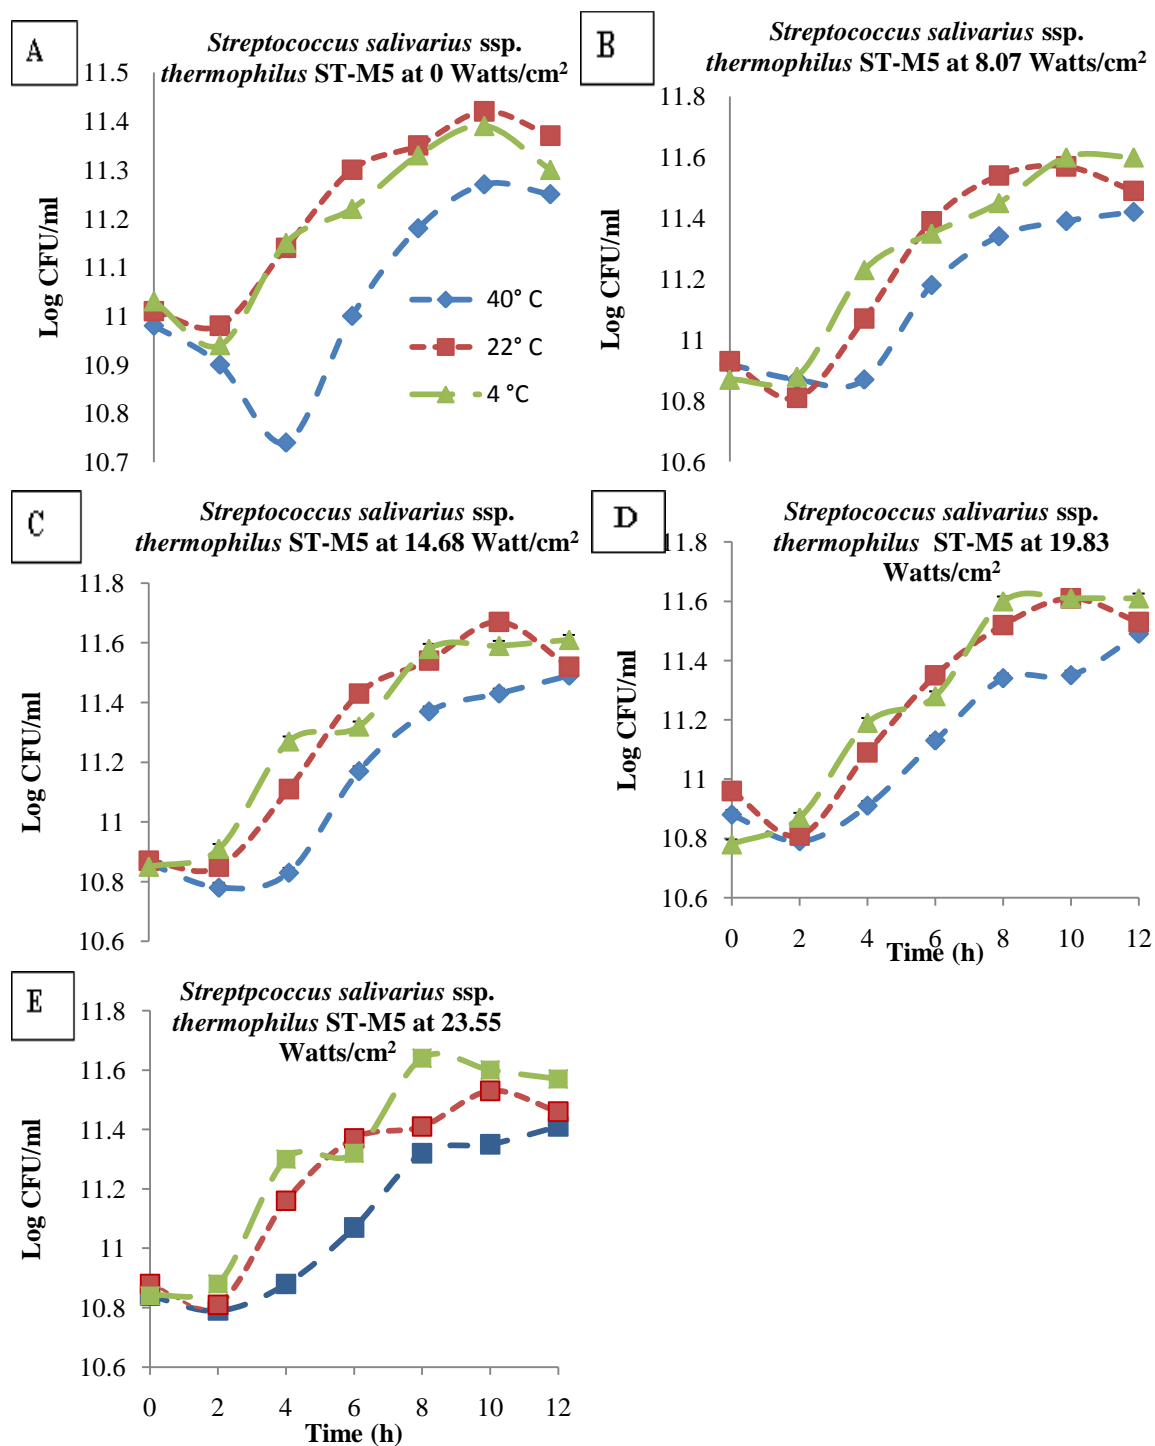 A
Streptococcus salivarius ssp.
thermophilus ST-M5 at 0 Watts/cm²
11.5
11.4
11.3
11.2
11.1
11
10.9
10.8
10.7
Log CFU/ml
40° C
22° C
4 °C
B
Streptococcus salivarius ssp.
thermophilus ST-M5 at 8.07 Watts/cm²
11.8
11.6
11.4
11.2
11
10.8
10.6
Log CFU/ml
C
Streptococcus salivarius ssp.
thermophilus ST-M5 at 14.68 Watt/cm²
11.8
11.6
11.4
11.2
11
10.8
10.6
Log CFU/ml
D
Streptococcus salivarius ssp.
thermophilus ST-M5 at 19.83
Watts/cm²
11.8
11.6
11.4
11.2
11
10.8
10.6
Log CFU/ml
0 2 4 6 8 10 12
Time (h)
E
Streptpcoccus salivarius ssp.
thermophilus ST-M5 at 23.55
Watts/cm²
11.8
11.6
11.4
11.2
11
10.8
10.6
Log CFU/ml
0 2 4 6 8 10 12
Time (h)